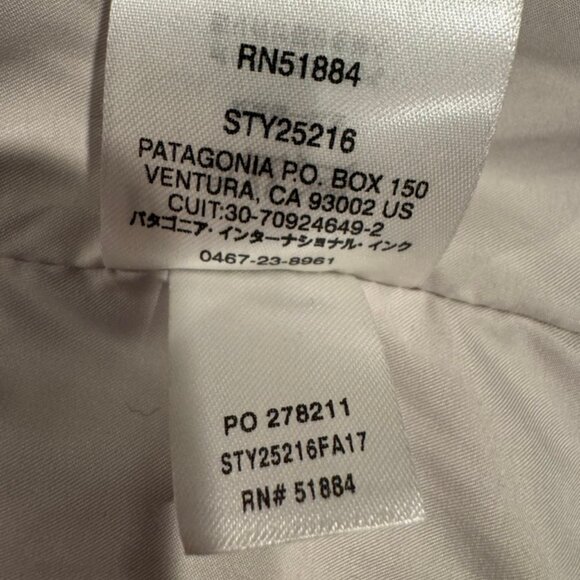 RN51884
STY25216
PATAGONIA P.O. BOX 150
VENTURA, CA 93002 US
CUIT:30-70924649-2
パタゴニア・インターナショナル・インク
0467-23-8961
PO 278211
STY25216FA17
RN# 51884